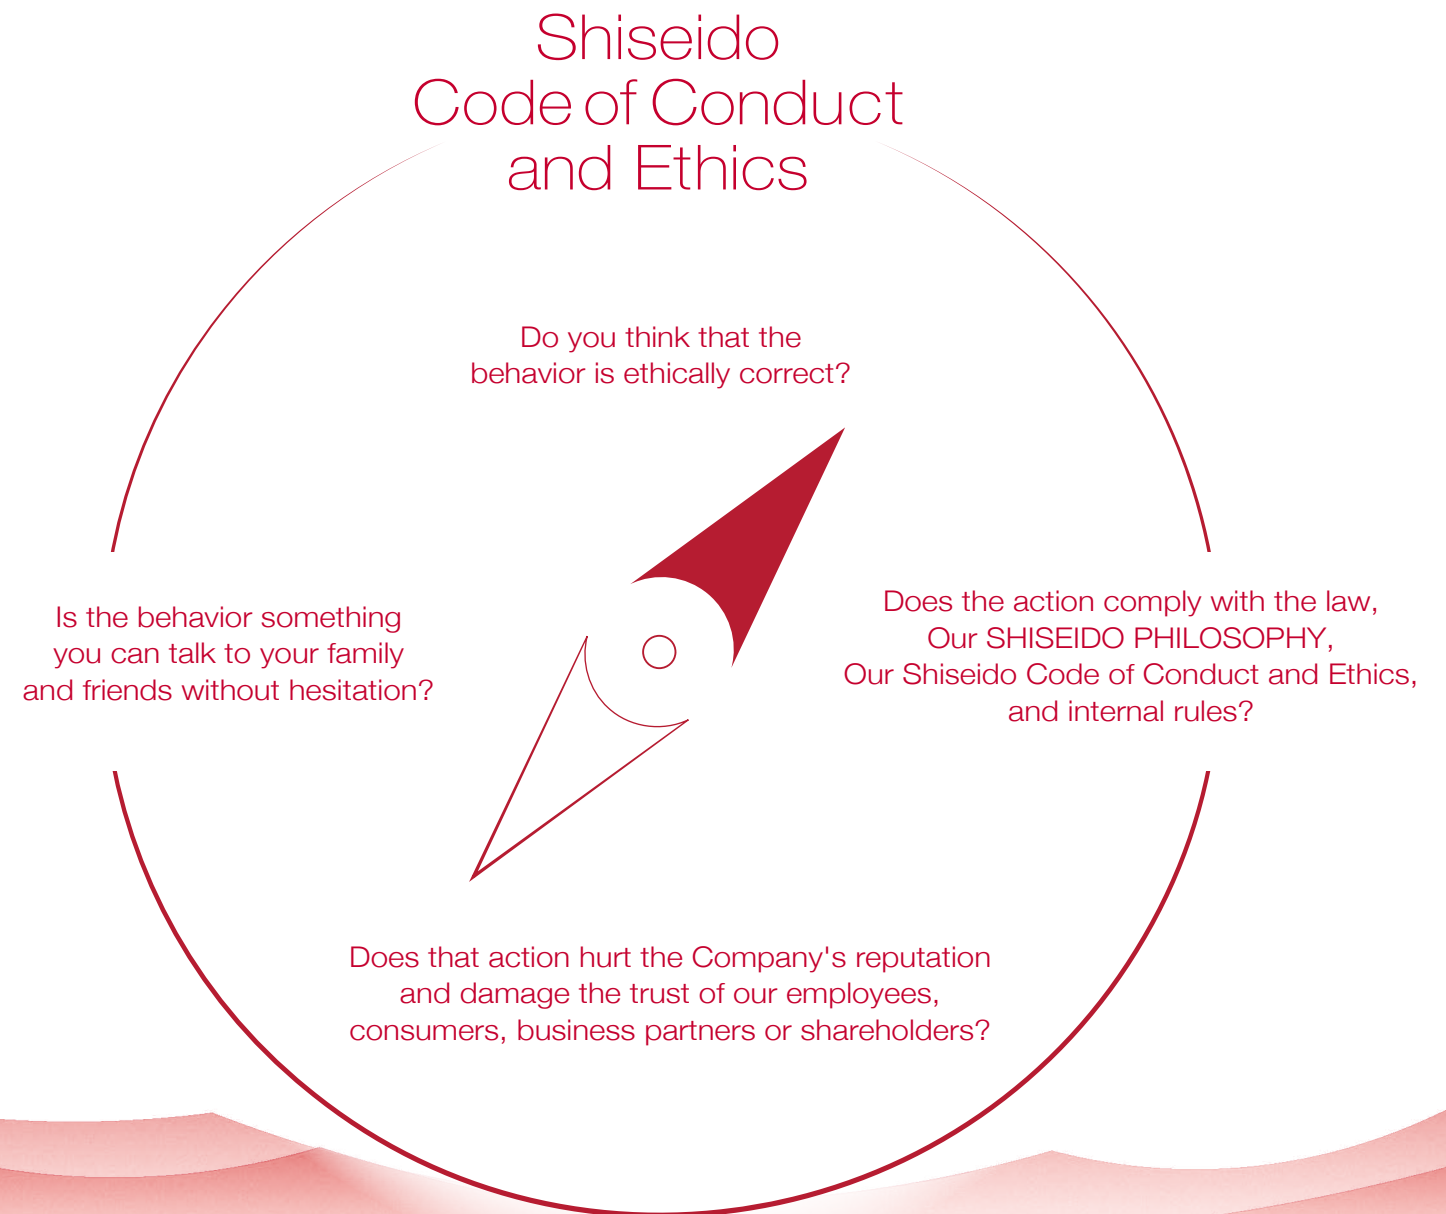 Shiseido
Code of Conduct
and Ethics
Do you think that the
behavior is ethically correct?
Is the behavior something
you can talk to your family
and friends without hesitation?
Does the action comply with the law,
Our SHISEIDO PHILOSOPHY,
Our Shiseido Code of Conduct and Ethics,
and internal rules?
Does that action hurt the Company's reputation
and damage the trust of our employees,
consumers, business partners or shareholders?